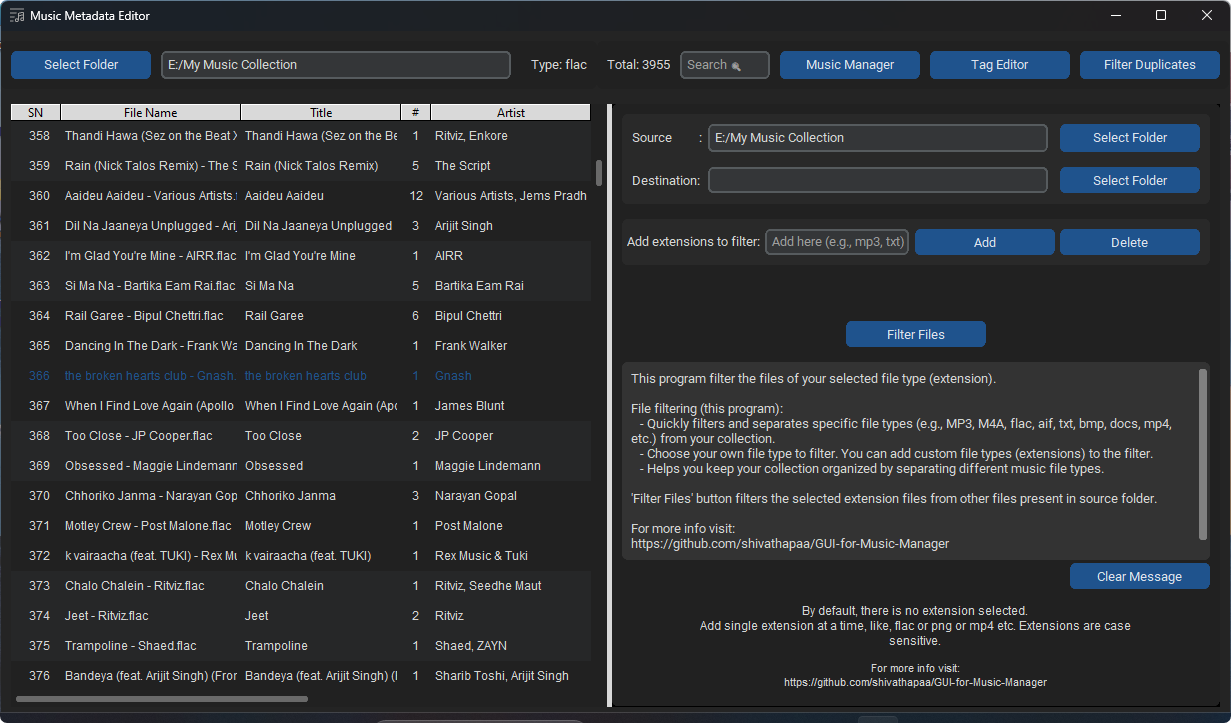 Music Metadata Editor
Select Folder E:/My Music Collection Type: flac Total: 3955 Search Music Manager Tag Editor Filter Duplicates
SN File Name Title # Artist
358 Thandi Hawa (Sez on the Beat Thandi Hawa (Sez on the Be 1 Ritviz, Enkore
359 Rain (Nick Talos Remix) - The S Rain (Nick Talos Remix) 5 The Script
360 Aaideu Aaideu - Various Artists. Aaideu Aaideu 12 Various Artists, Jems Pradh
361 Dil Na Jaaneya Unplugged - Arij Dil Na Jaaneya Unplugged 3 Arijit Singh
362 I'm Glad You're Mine - AIRR.flac I'm Glad You're Mine 1 AIRR
363 Si Ma Na - Bartika Eam Rai.flac Si Ma Na 5 Bartika Eam Rai
364 Rail Garee - Bipul Chettri.flac Rail Garee 6 Bipul Chettri
365 Dancing In The Dark - Frank Wa Dancing In The Dark 1 Frank Walker
366 the broken hearts club - Gnash. the broken hearts club 1 Gnash
367 When I Find Love Again (Apollo When I Find Love Again (Apo 1 James Blunt
368 Too Close - JP Cooper.flac Too Close 2 JP Cooper
369 Obsessed - Maggie Lindemann Obsessed 1 Maggie Lindemann
370 Chhoriko Janma - Narayan Gop Chhoriko Janma 3 Narayan Gopal
371 Motley Crew - Post Malone.flac Motley Crew 1 Post Malone
372 k vairaacha (feat. TUKI) - Rex Mu k vairaacha (feat. TUKI) 1 Rex Music & Tuki
373 Chalo Chalein - Ritviz.flac Chalo Chalein 1 Ritviz, Seedhe Maut
374 Jeet - Ritviz.flac Jeet 2 Ritviz
375 Trampoline - Shaed.flac Trampoline 1 Shaed, ZAYN
376 Bandeya (feat. Arijit Singh) (Fror Bandeya (feat. Arijit Singh) ( 1 Sharib Toshi, Arijit Singh
Source : E:/My Music Collection Select Folder
Destination: Select Folder
Add extensions to filter: Add here (e.g., mp3, txt) Add Delete
Filter Files
This program filter the files of your selected file type (extension).
File filtering (this program):
- Quickly filters and separates specific file types (e.g., MP3, M4A, flac, aif, txt, bmp, docs, mp4,
etc.) from your collection.
- Choose your own file type to filter. You can add custom file types (extensions) to the filter.
- Helps you keep your collection organized by separating different music file types.
'Filter Files' button filters the selected extension files from other files present in source folder.
For more info visit:
https://github.com/shivathapaa/GUI-for-Music-Manager
Clear Message
By default, there is no extension selected.
Add single extension at a time, like, flac or png or mp4 etc. Extensions are case
sensitive.
For more info visit:
https://github.com/shivathapaa/GUI-for-Music-Manager